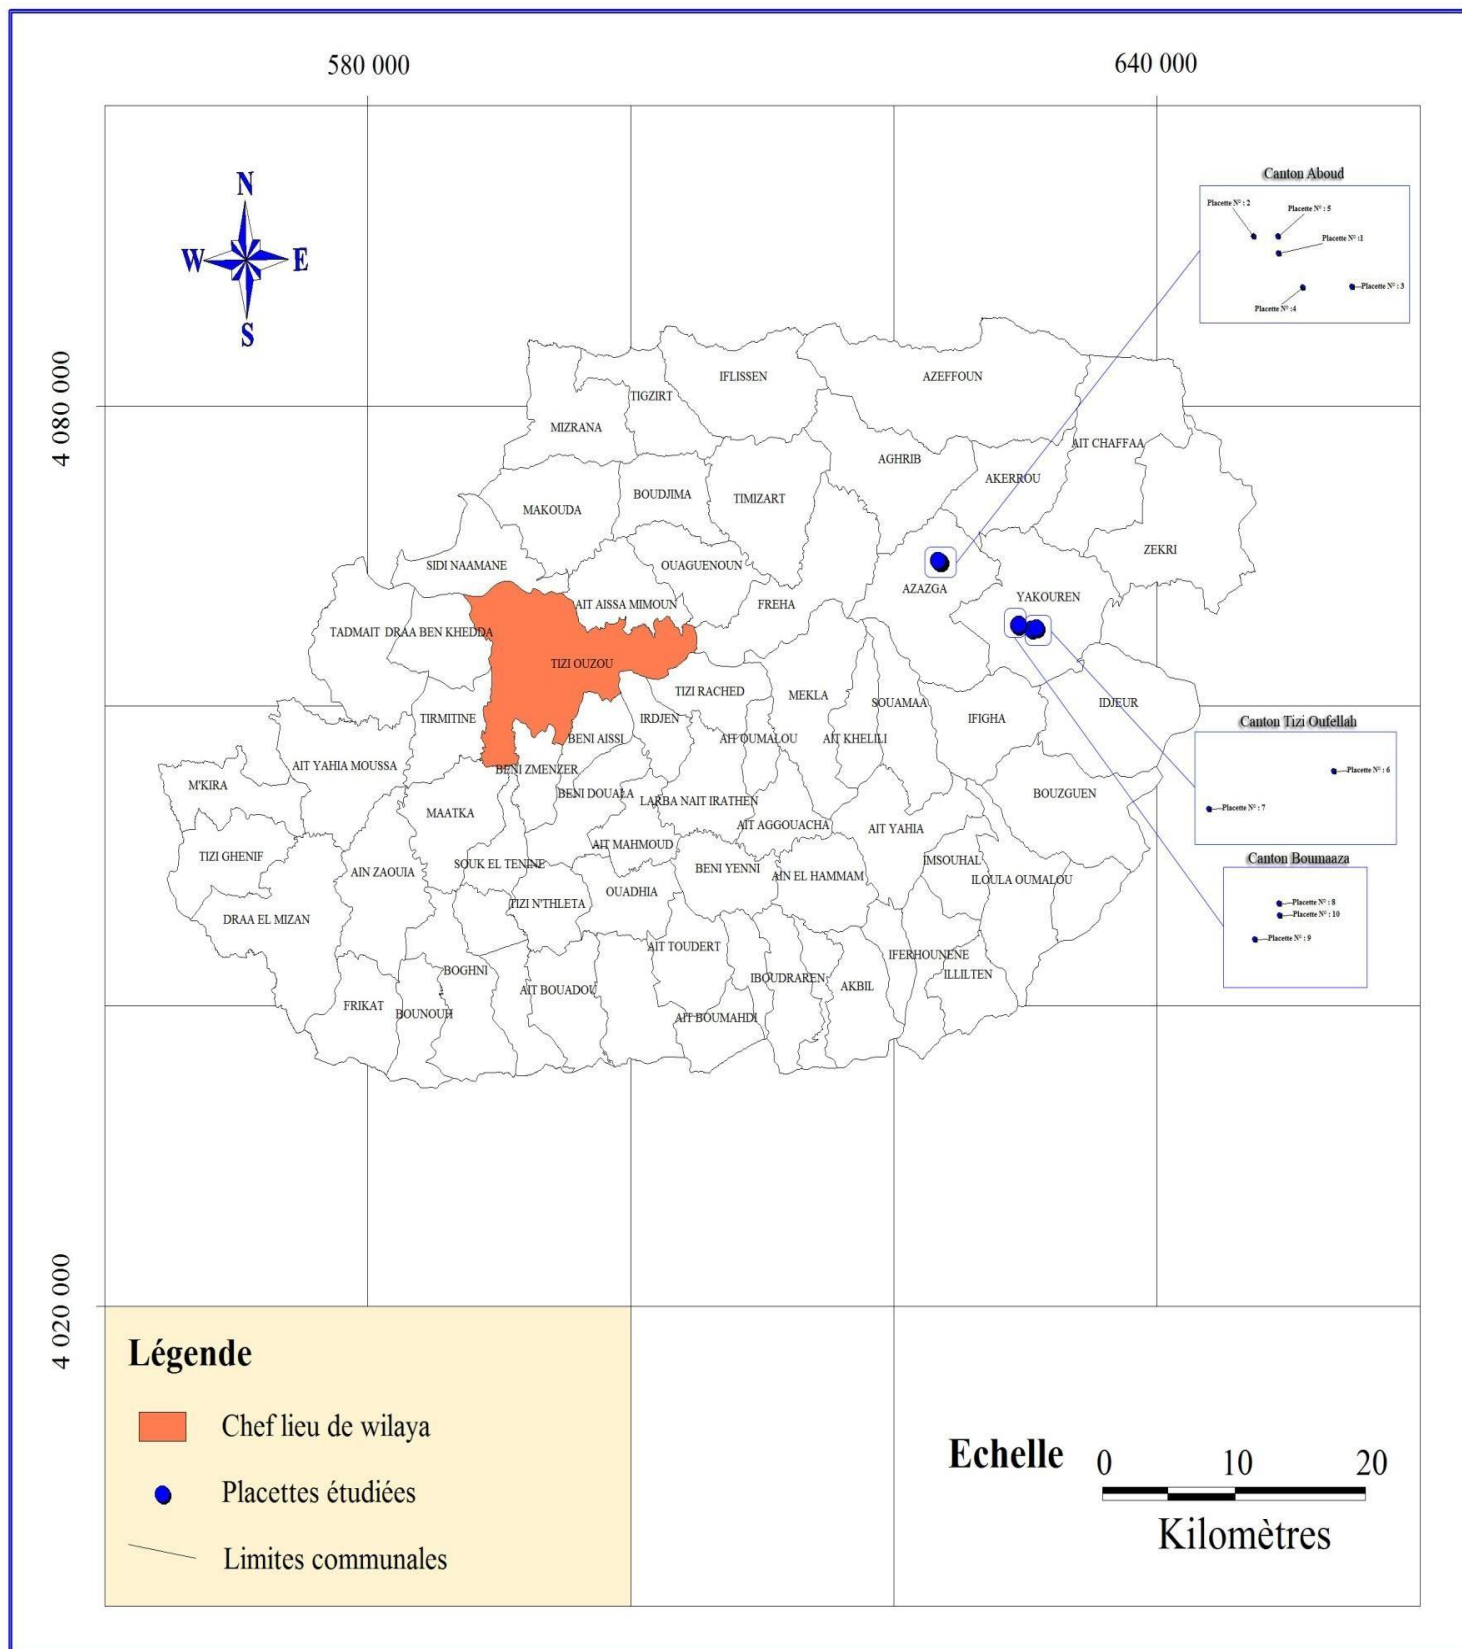 580 000
640 000
N
W
E
S
4 080 000
4 020 000
Canton Aboud
Placette N° : 2
Placette N° : 5
Placette N° :1
Placette N° : 3
Placette N° :4
IFLISSEN
AZEFFOUN
TIGZIRT
MIZRANA
AIT CHAFFAA
AGHRIB
AKERROU
BOUDJIMA
TIMIZART
MAKOUDA
ZEKRI
SIDI NAAMANE
OUAGUENOUN
AZAZGA
YAKOUREN
AIT AISSA MIMOUN
FREHA
TADMAIT
DRAA BEN KHEDDA
TIZI OUZOU
TIZI RACHED
MEKLA
SOUAMAA
IDJEUR
TIRMITINE
IRDJEN
IFIGHA
BENI AISSI
AIT OUMALOU
AIT KHELILI
AIT YAHIA MOUSSA
BENI ZMENZER
M'KIRA
BENI DOUALA
LARBA NAIT IRATHEN
BOUZGUEN
MAATKA
AIT AGGOUACHA
AIT YAHIA
AIT MAHMOUD
TIZI GHENIF
SOUK EL TENINE
BENI YENNI
IMSOUHAL
AIN ZAOUIA
AIN EL HAMMAM
ILOULA OUMALOU
OUADHIA
TIZI N'THLETA
DRAA EL MIZAN
AIT TOUDERT
IFERHOUNENE
BOGHNI
ILLILTEN
IBOUDRAREN
AKBIL
AIT BOUADOU
FRIKAT
BOUNOUH
AIT BOUMAHDI
Canton Tizi Oufellah
Placette N° : 6
Placette N° : 7
Canton Boumaaza
Placette N° : 8
Placette N° : 10
Placette N° : 9
Légende
Chef lieu de wilaya
Placettes étudiées
Limites communales
Echelle
0 10 20
Kilomètres